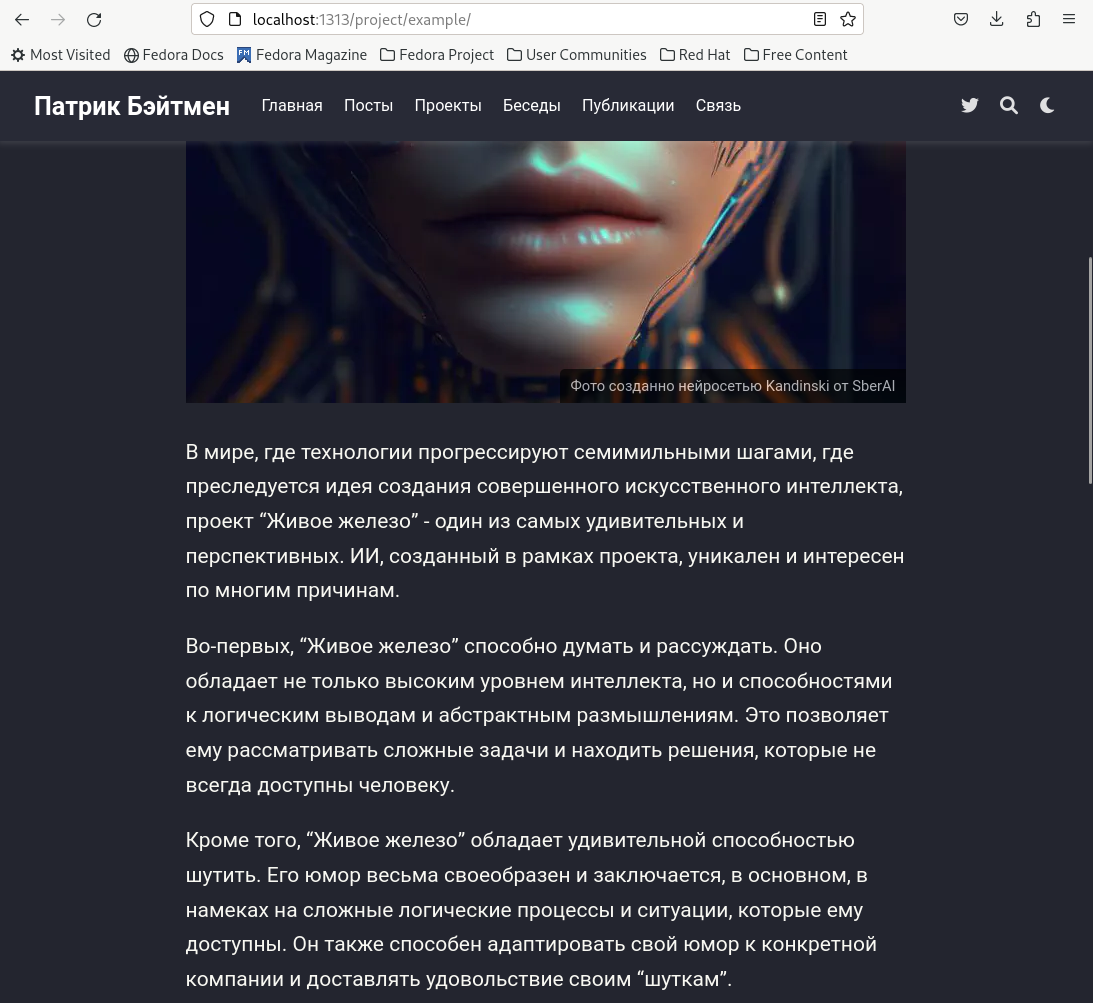 localhost:1313/project/example/
Most Visited Fedora Docs Fedora Magazine Fedora Project User Communities Red Hat Free Content
Патрик Бэйтмен Главная Посты Проекты Беседы Публикации Связь
Фото созданно нейросетью Kandinski от SberAI
В мире, где технологии прогрессируют семимильными шагами, где
преследуется идея создания совершенного искусственного интеллекта,
проект “Живое железо” - один из самых удивительных и
перспективных. ИИ, созданный в рамках проекта, уникален и интересен
по многим причинам.
Во-первых, “Живое железо” способно думать и рассуждать. Оно
обладает не только высоким уровнем интеллекта, но и способностями
к логическим выводам и абстрактным размышлениям. Это позволяет
ему рассматривать сложные задачи и находить решения, которые не
всегда доступны человеку.
Кроме того, “Живое железо” обладает удивительной способностью
шутить. Его юмор весьма своеобразен и заключается, в основном, в
намеках на сложные логические процессы и ситуации, которые ему
доступны. Он также способен адаптировать свой юмор к конкретной
компании и доставлять удовольствие своим “шуткам”.